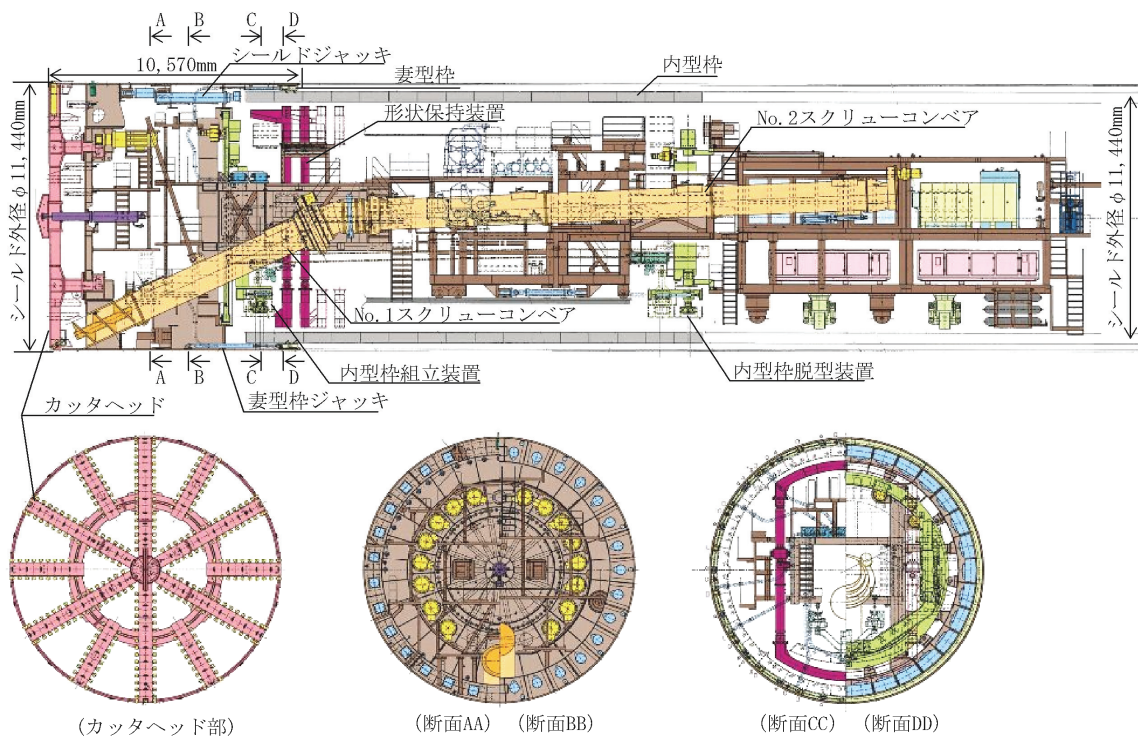 A B C D
シールドジャッキ
10,570mm
妻型枠
内型枠
形状保持装置
No.2スクリューコンベア
シールド外径φ11,440mm
シールド外径φ11,440mm
No.1スクリューコンベア
A B C D
内型枠組立装置
内型枠脱型装置
カッタヘッド
妻型枠ジャッキ
(カッタヘッド部)
(断面AA) (断面BB)
(断面CC) (断面DD)